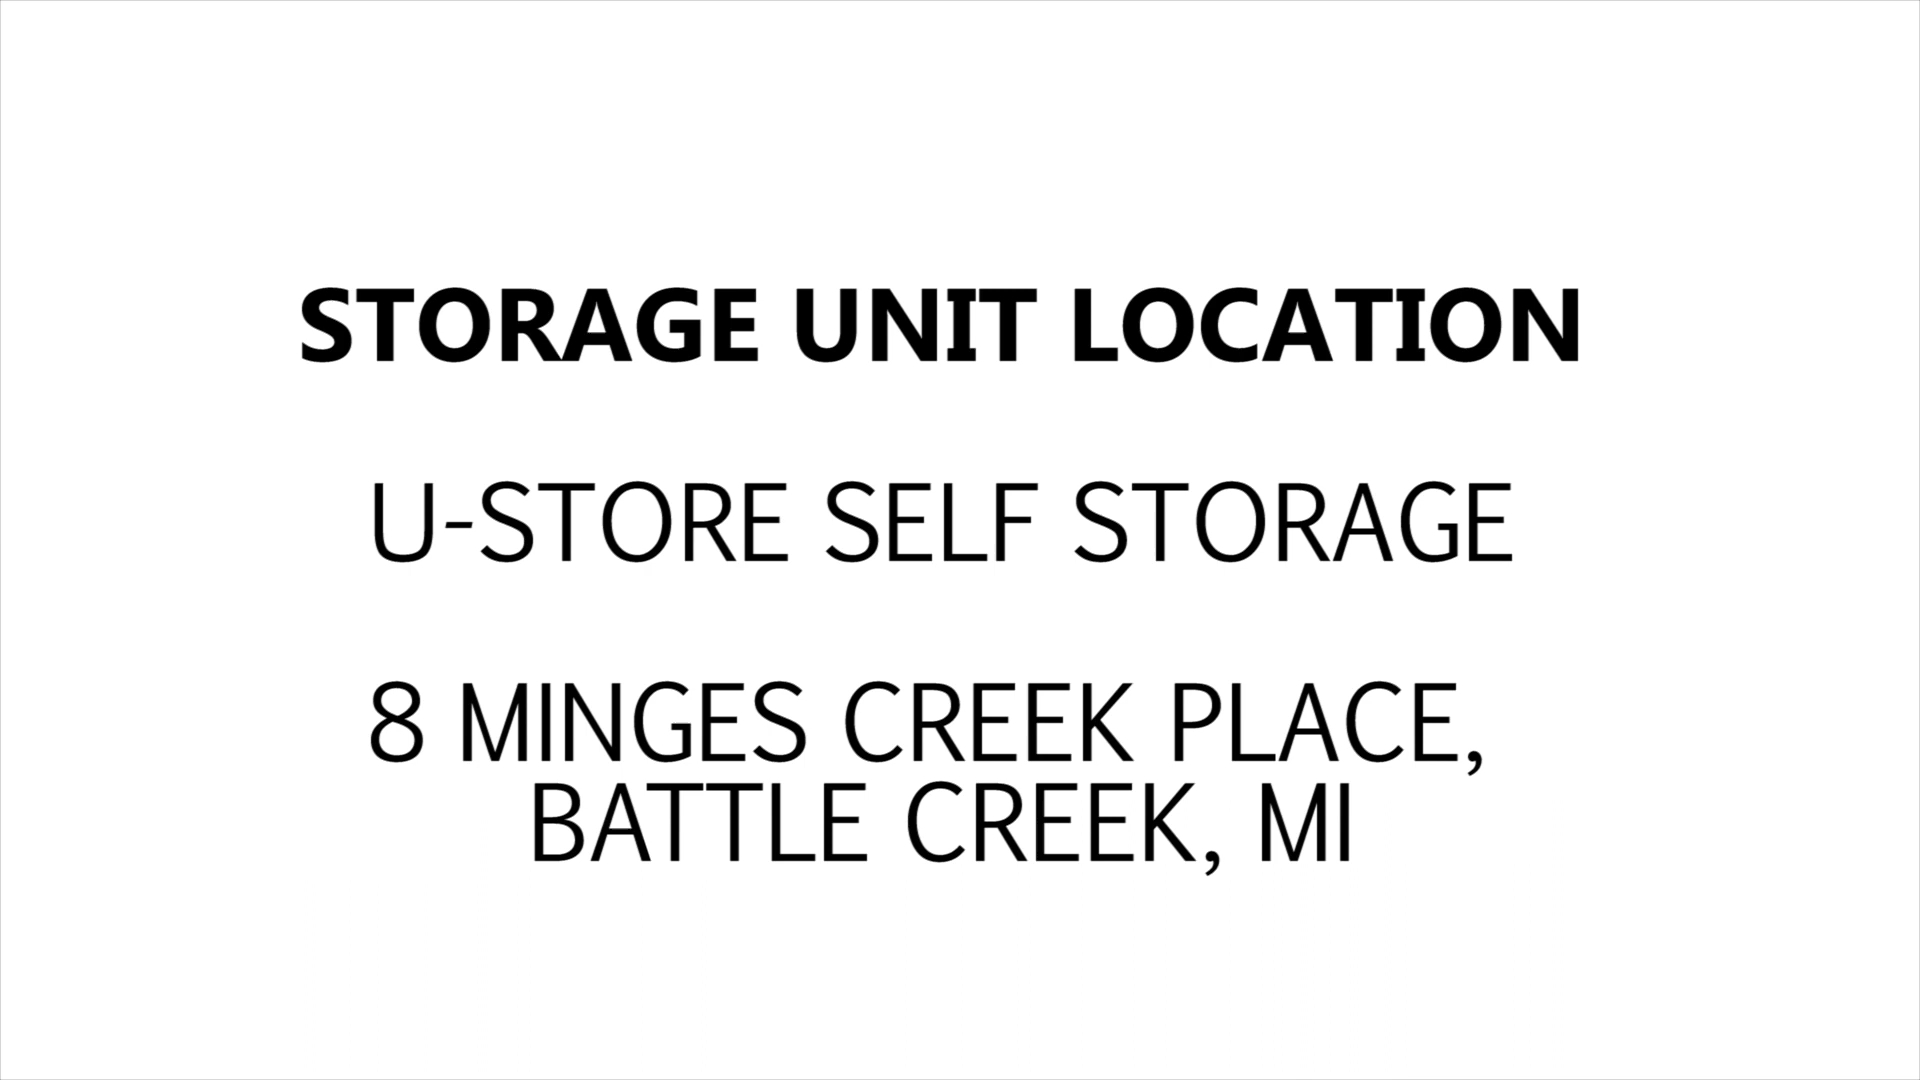 STORAGE UNIT LOCATION
U-STORE SELF STORAGE
8 MINGES CREEK PLACE,
BATTLE CREEK, MI